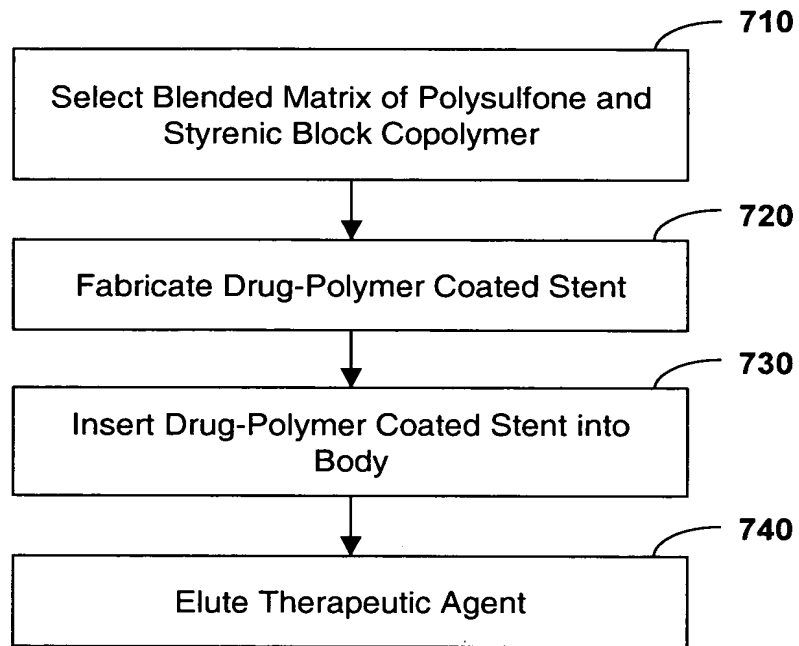 710
Select Blended Matrix of Polysulfone and
Styrenic Block Copolymer
720
Fabricate Drug-Polymer Coated Stent
730
Insert Drug-Polymer Coated Stent into
Body
740
Elute Therapeutic Agent